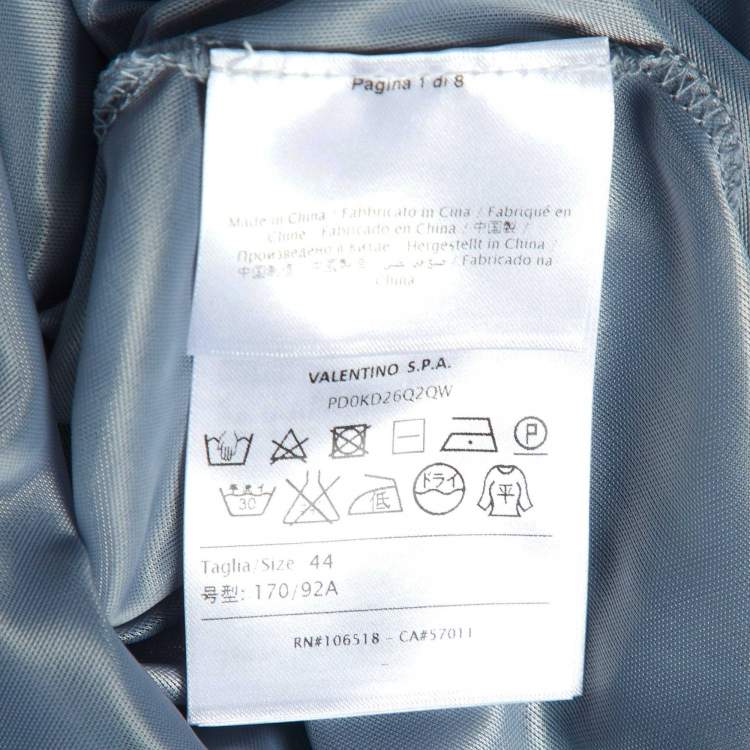 Pagina 1 di 8
Made in China / Fabbricato in Cina / Fabriqué en
Chine Fabricado en China / 中国製 /
Произведено в Китае Hergestellt in China /
中国制造 / Fabricado na
China
VALENTINO S.P.A.
PD0KD26Q2QW
P
30 低 ドライ 平
Taglia/Size 44
号型: 170/92A
RN#106518 - CA#57011